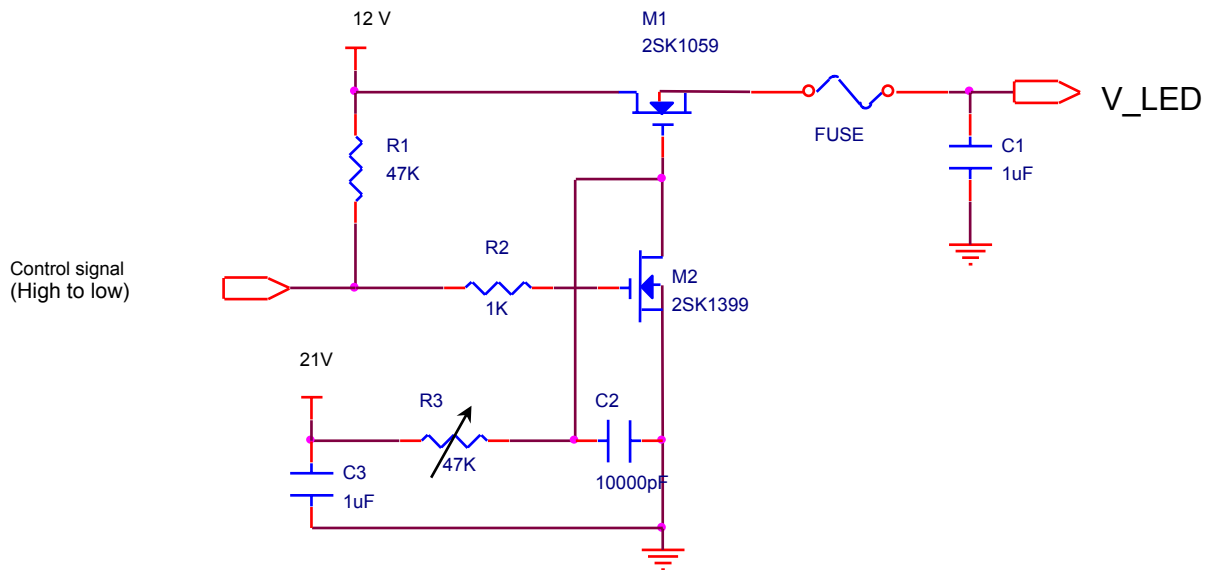 12 V
M1
2SK1059
V_LED
FUSE
R1
47K
C1
1uF
Control signal
(High to low)
R2
1K
M2
2SK1399
21V
R3
47K
C2
10000pF
C3
1uF